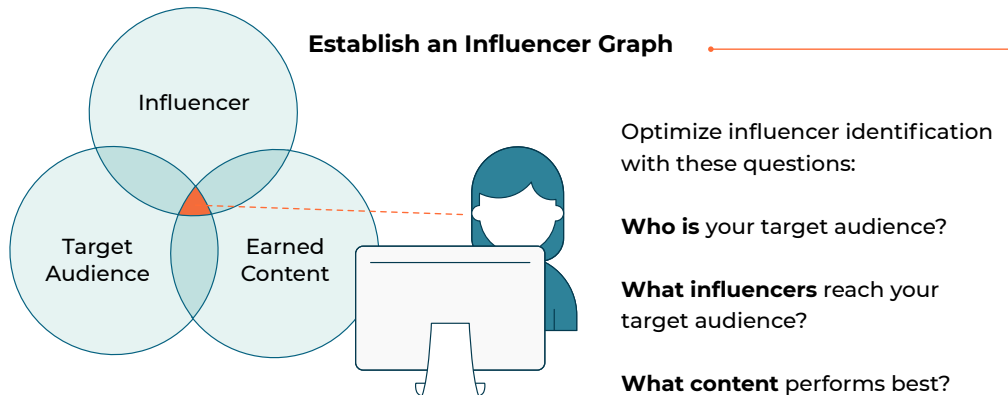 Establish an Influencer Graph
Influencer
Target
Audience
Earned
Content
Optimize influencer identification
with these questions:
Who is your target audience?
What influencers reach your
target audience?
What content performs best?